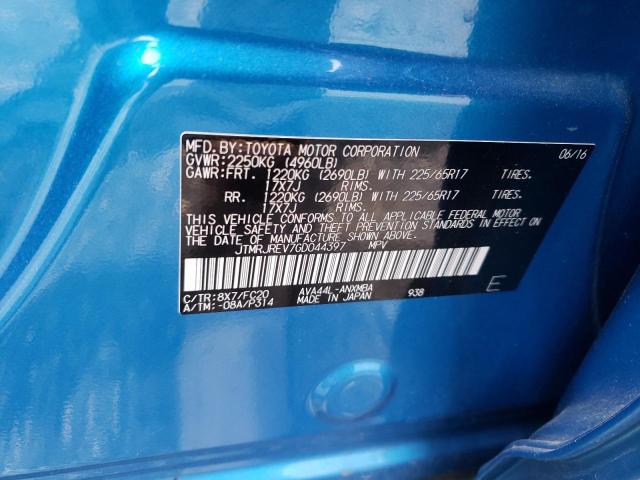 MFD. BY: TOYOTA MOTOR CORPORATION 06/16
GVWR: 2250KG (4960LB)
GAWR: FRT. 1220KG (2690LB) WITH 225/65R17 TIRES.
17X7J RIMS.
RR. 1220KG (2690LB) WITH 225/65R17 TIRES.
17X7J RIMS.
THIS VEHICLE CONFORMS TO ALL APPLICABLE FEDERAL MOTOR
VEHICLE SAFETY AND THEFT PREVENTION STANDARDS IN EFFECT
ON THE DATE OF MANUFACTURE SHOWN ABOVE.
JTMRJREV7GD044397 MPV
C/TR: 8X7/FC20 AVA44L-ANXMBA
A/TM: -08A/P314 MADE IN JAPAN 938 E